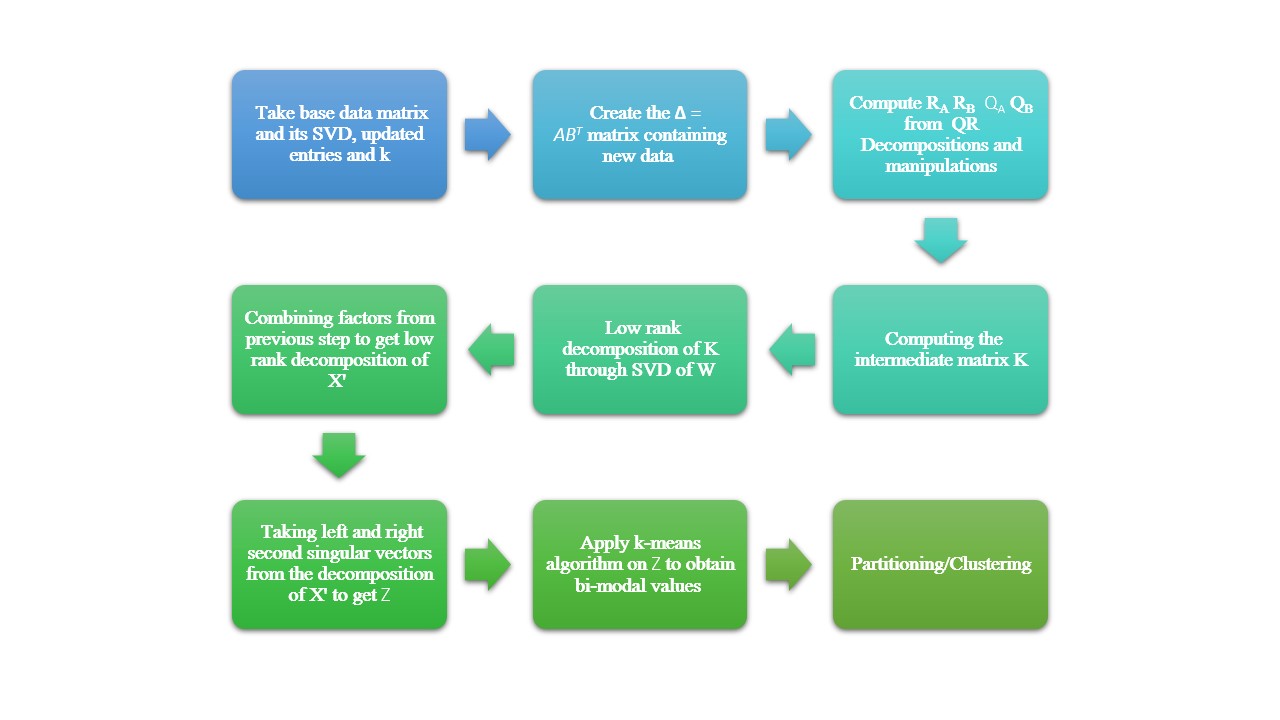 Take base data matrix
and its SVD, updated
entries and k
Create the Δ =
ABᵀ matrix containing
new data
Compute R_A R_B Q_A Q_B
from QR
Decompositions and
manipulations
Computing the
intermediate matrix K
Low rank
decomposition of K
through SVD of W
Combining factors from
previous step to get low
rank decomposition of
X'
Taking left and right
second singular vectors
from the decomposition
of X' to get Z
Apply k-means
algorithm on Z to obtain
bi-modal values
Partitioning/Clustering